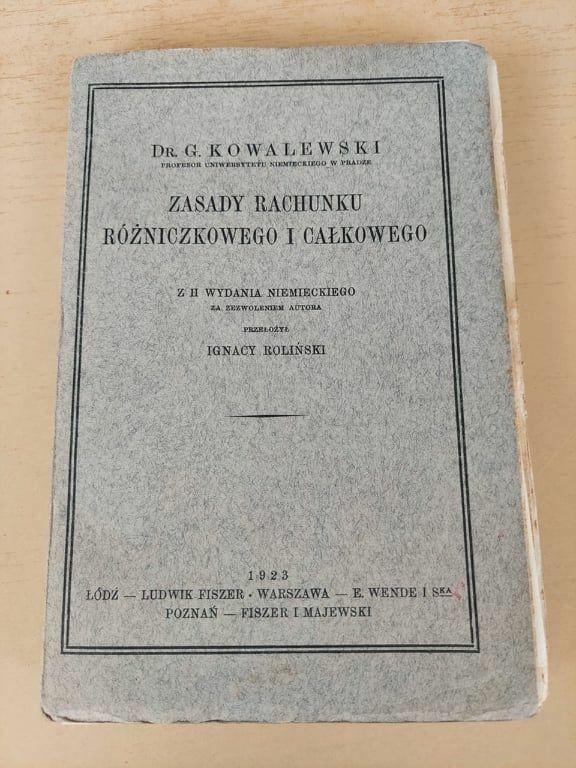 DR. G. KOWALEWSKI
PROFESOR UNIWERSYTETU NIEMIECKIEGO W PRADZE
ZASADY RACHUNKU
RÓŻNICZKOWEGO I CAŁKOWEGO
Z II WYDANIA NIEMIECKIEGO
ZA ZEZWOLENIEM AUTORA
PRZEŁOŻYŁ
IGNACY ROLIŃSKI
1923
ŁÓDŹ — LUDWIK FISZER · WARSZAWA — E. WENDE I SKA
POZNAŃ — FISZER I MAJEWSKI